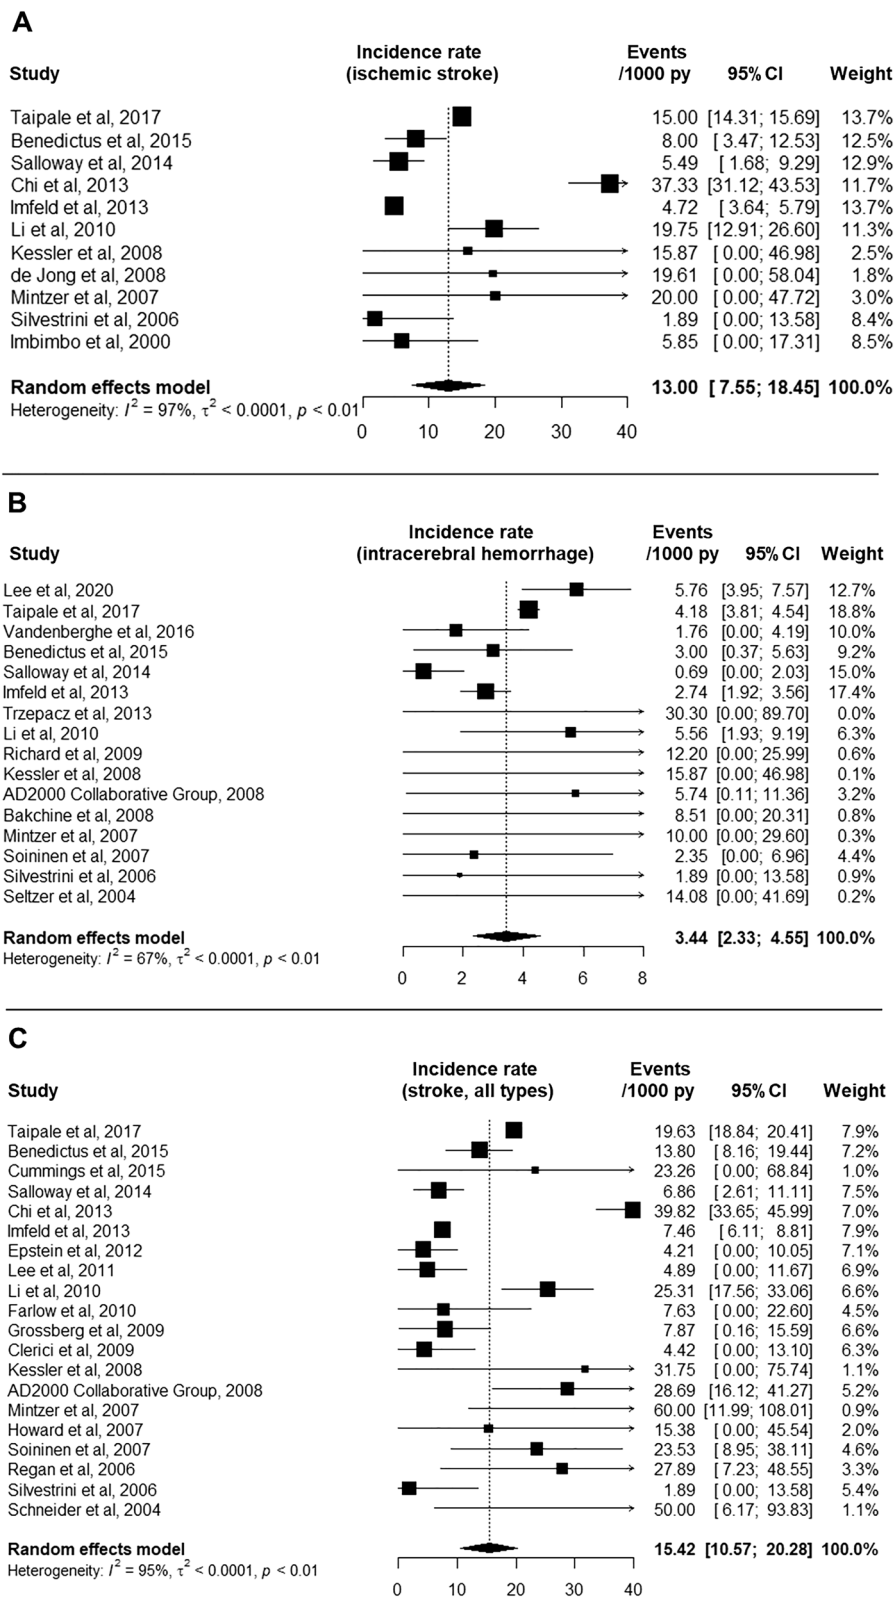 A
Incidence rate Events
Study (ischemic stroke) /1000 py 95% CI Weight
Taipale et al, 2017 15.00 [14.31; 15.69] 13.7%
Benedictus et al, 2015 8.00 [ 3.47; 12.53] 12.5%
Salloway et al, 2014 5.49 [ 1.68; 9.29] 12.9%
Chi et al, 2013 37.33 [31.12; 43.53] 11.7%
Imfeld et al, 2013 4.72 [ 3.64; 5.79] 13.7%
Li et al, 2010 19.75 [12.91; 26.60] 11.3%
Kessler et al, 2008 15.87 [ 0.00; 46.98] 2.5%
de Jong et al, 2008 19.61 [ 0.00; 58.04] 1.8%
Mintzer et al, 2007 20.00 [ 0.00; 47.72] 3.0%
Silvestrini et al, 2006 1.89 [ 0.00; 13.58] 8.4%
Imbimbo et al, 2000 5.85 [ 0.00; 17.31] 8.5%
Random effects model 13.00 [ 7.55; 18.45] 100.0%
Heterogeneity: I² = 97%, τ² < 0.0001, p < 0.01
0 10 20 30 40
B
Incidence rate Events
Study (intracerebral hemorrhage) /1000 py 95% CI Weight
Lee et al, 2020 5.76 [3.95; 7.57] 12.7%
Taipale et al, 2017 4.18 [3.81; 4.54] 18.8%
Vandenberghe et al, 2016 1.76 [0.00; 4.19] 10.0%
Benedictus et al, 2015 3.00 [0.37; 5.63] 9.2%
Salloway et al, 2014 0.69 [0.00; 2.03] 15.0%
Imfeld et al, 2013 2.74 [1.92; 3.56] 17.4%
Trzepacz et al, 2013 30.30 [0.00; 89.70] 0.0%
Li et al, 2010 5.56 [1.93; 9.19] 6.3%
Richard et al, 2009 12.20 [0.00; 25.99] 0.6%
Kessler et al, 2008 15.87 [0.00; 46.98] 0.1%
AD2000 Collaborative Group, 2008 5.74 [0.11; 11.36] 3.2%
Bakchine et al, 2008 8.51 [0.00; 20.31] 0.8%
Mintzer et al, 2007 10.00 [0.00; 29.60] 0.3%
Soininen et al, 2007 2.35 [0.00; 6.96] 4.4%
Silvestrini et al, 2006 1.89 [0.00; 13.58] 0.9%
Seltzer et al, 2004 14.08 [0.00; 41.69] 0.2%
Random effects model 3.44 [2.33; 4.55] 100.0%
Heterogeneity: I² = 67%, τ² < 0.0001, p < 0.01
0 2 4 6 8
C
Incidence rate Events
Study (stroke, all types) /1000 py 95% CI Weight
Taipale et al, 2017 19.63 [18.84; 20.41] 7.9%
Benedictus et al, 2015 13.80 [ 8.16; 19.44] 7.2%
Cummings et al, 2015 23.26 [ 0.00; 68.84] 1.0%
Salloway et al, 2014 6.86 [ 2.61; 11.11] 7.5%
Chi et al, 2013 39.82 [33.65; 45.99] 7.0%
Imfeld et al, 2013 7.46 [ 6.11; 8.81] 7.9%
Epstein et al, 2012 4.21 [ 0.00; 10.05] 7.1%
Lee et al, 2011 4.89 [ 0.00; 11.67] 6.9%
Li et al, 2010 25.31 [17.56; 33.06] 6.6%
Farlow et al, 2010 7.63 [ 0.00; 22.60] 4.5%
Grossberg et al, 2009 7.87 [ 0.16; 15.59] 6.6%
Clerici et al, 2009 4.42 [ 0.00; 13.10] 6.3%
Kessler et al, 2008 31.75 [ 0.00; 75.74] 1.1%
AD2000 Collaborative Group, 2008 28.69 [16.12; 41.27] 5.2%
Mintzer et al, 2007 60.00 [11.99; 108.01] 0.9%
Howard et al, 2007 15.38 [ 0.00; 45.54] 2.0%
Soininen et al, 2007 23.53 [ 8.95; 38.11] 4.6%
Regan et al, 2006 27.89 [ 7.23; 48.55] 3.3%
Silvestrini et al, 2006 1.89 [ 0.00; 13.58] 5.4%
Schneider et al, 2004 50.00 [ 6.17; 93.83] 1.1%
Random effects model 15.42 [10.57; 20.28] 100.0%
Heterogeneity: I² = 95%, τ² < 0.0001, p < 0.01
0 10 20 30 40